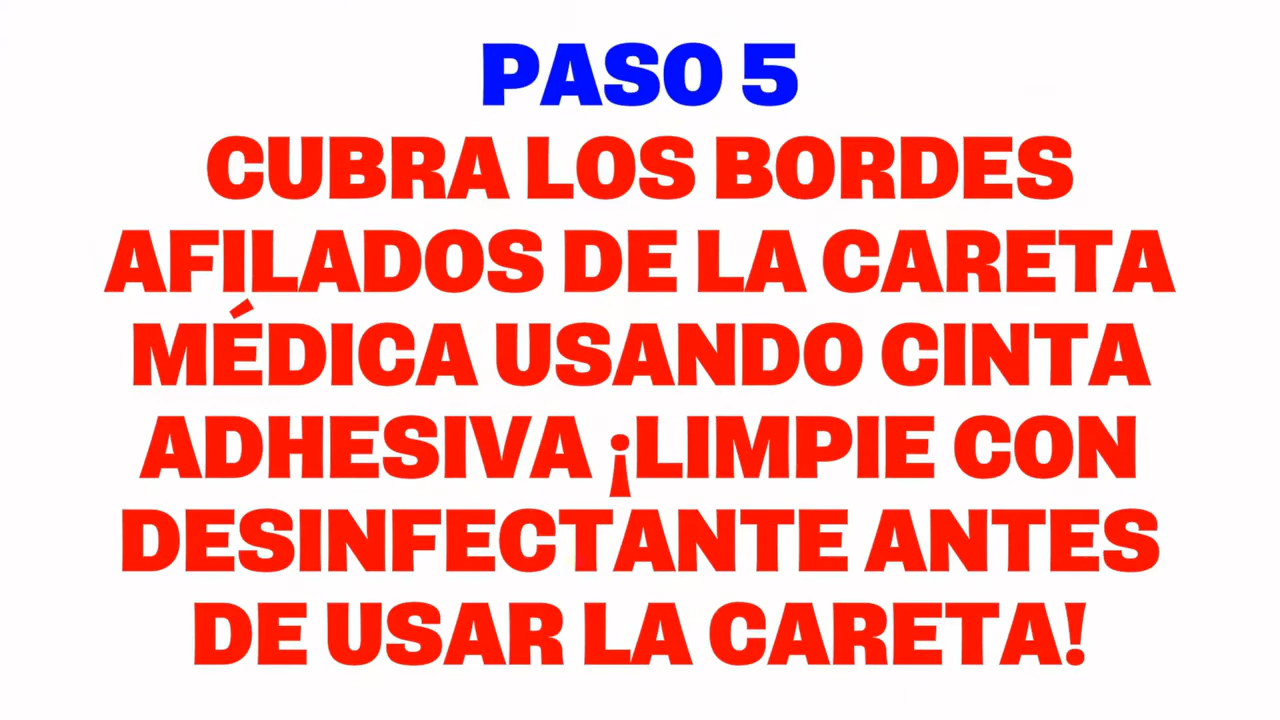 PASO 5
CUBRA LOS BORDES
AFILADOS DE LA CARETA
MÉDICA USANDO CINTA
ADHESIVA ¡LIMPIE CON
DESINFECTANTE ANTES
DE USAR LA CARETA!